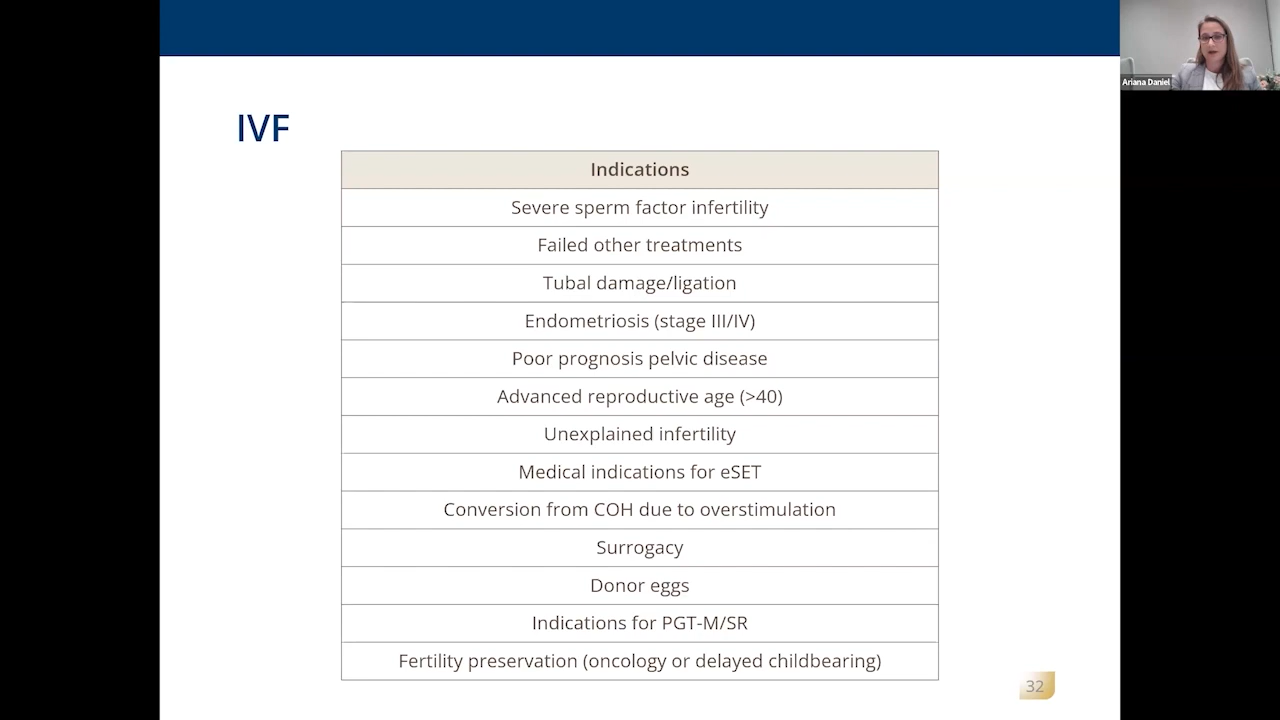 Ariana Daniel
IVF
Indications
Severe sperm factor infertility
Failed other treatments
Tubal damage/ligation
Endometriosis (stage III/IV)
Poor prognosis pelvic disease
Advanced reproductive age (>40)
Unexplained infertility
Medical indications for eSET
Conversion from COH due to overstimulation
Surrogacy
Donor eggs
Indications for PGT-M/SR
Fertility preservation (oncology or delayed childbearing)
32